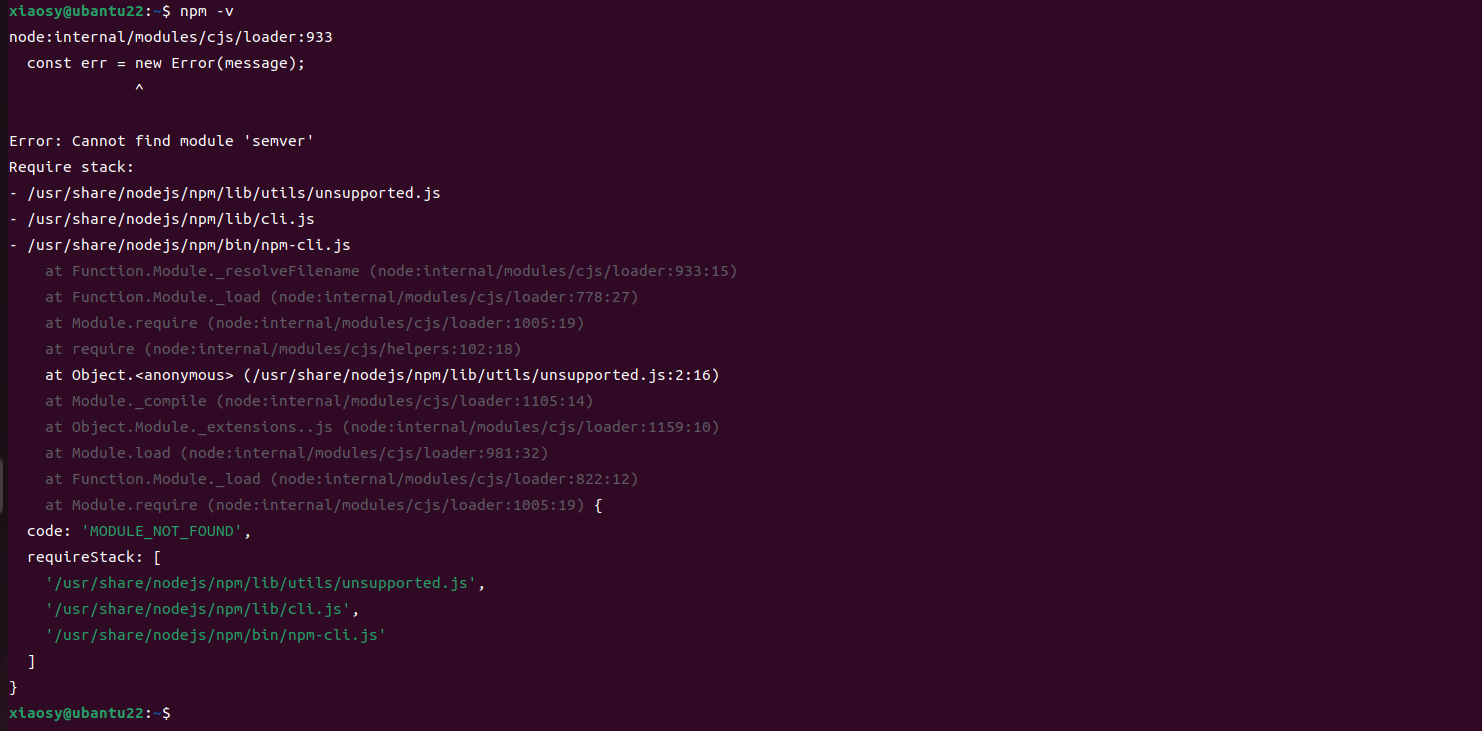 xiaosy@ubantu22:~$ npm -v
node:internal/modules/cjs/loader:933
  const err = new Error(message);
              ^

Error: Cannot find module 'semver'
Require stack:
- /usr/share/nodejs/npm/lib/utils/unsupported.js
- /usr/share/nodejs/npm/lib/cli.js
- /usr/share/nodejs/npm/bin/npm-cli.js
    at Function.Module._resolveFilename (node:internal/modules/cjs/loader:933:15)
    at Function.Module._load (node:internal/modules/cjs/loader:778:27)
    at Module.require (node:internal/modules/cjs/loader:1005:19)
    at require (node:internal/modules/cjs/helpers:102:18)
    at Object.<anonymous> (/usr/share/nodejs/npm/lib/utils/unsupported.js:2:16)
    at Module._compile (node:internal/modules/cjs/loader:1105:14)
    at Object.Module._extensions..js (node:internal/modules/cjs/loader:1159:10)
    at Module.load (node:internal/modules/cjs/loader:981:32)
    at Function.Module._load (node:internal/modules/cjs/loader:822:12)
    at Module.require (node:internal/modules/cjs/loader:1005:19) {
  code: 'MODULE_NOT_FOUND',
  requireStack: [
    '/usr/share/nodejs/npm/lib/utils/unsupported.js',
    '/usr/share/nodejs/npm/lib/cli.js',
    '/usr/share/nodejs/npm/bin/npm-cli.js'
  ]
}
xiaosy@ubantu22:~$